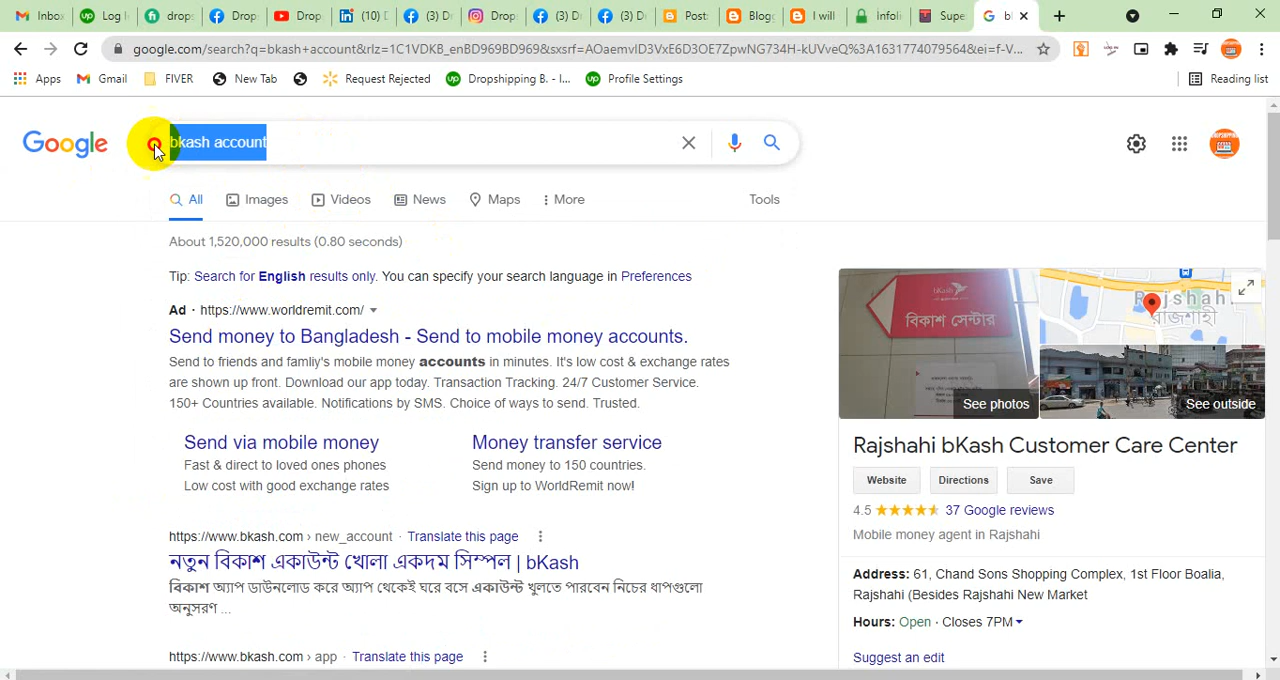 Inbo
Log I
drops
Drop
Drop
(10) D
(3) D
Drop
(3) D
(3) D
Post
Blog
I will
infoli
Supe
b
google.com/search?q=bkash+account&rlz=1C1VDKB_enBD969BD969&sxsrf=AOaemvID3VxE6D3OE7ZpwNG734H-kUVveQ%3A1631774079564&ei=f-V...
Apps
Gmail
FIVER
New Tab
Request Rejected
Dropshipping B. - I...
Profile Settings
Reading list
Google
bkash account
All
Images
Videos
News
Maps
More
Tools
About 1,520,000 results (0.80 seconds)
Tip: Search for English results only. You can specify your search language in Preferences
Ad · https://www.worldremit.com/
Send money to Bangladesh - Send to mobile money accounts.
Send to friends and famliy's mobile money accounts in minutes. It's low cost & exchange rates
are shown up front. Download our app today. Transaction Tracking. 24/7 Customer Service.
150+ Countries available. Notifications by SMS. Choice of ways to send. Trusted.
Send via mobile money
Fast & direct to loved ones phones
Low cost with good exchange rates
Money transfer service
Send money to 150 countries.
Sign up to WorldRemit now!
https://www.bkash.com › new_account · Translate this page
নতুন বিকাশ একাউন্ট খোলা একদম সিম্পল | bKash
বিকাশ অ্যাপ ডাউনলোড করে অ্যাপ থেকেই ঘরে বসে একাউন্ট খুলতে পারবেন নিচের ধাপগুলো
অনুসরণ ...
https://www.bkash.com › app · Translate this page
bKash
বিকাশ সেন্টার
See photos
Rajshahi
রাজশাহী
See outside
Rajshahi bKash Customer Care Center
Website
Directions
Save
4.5 37 Google reviews
Mobile money agent in Rajshahi
Address: 61, Chand Sons Shopping Complex, 1st Floor Boalia,
Rajshahi (Besides Rajshahi New Market
Hours: Open · Closes 7PM
Suggest an edit